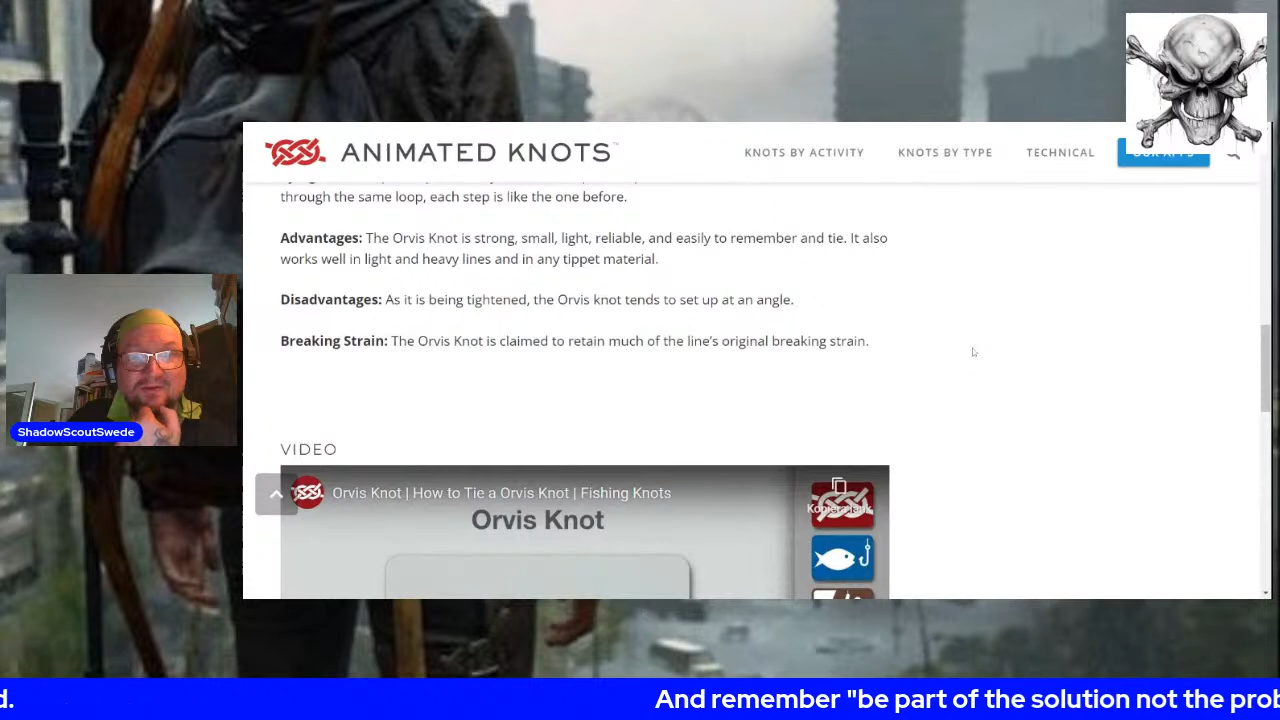 ANIMATED KNOTS™
KNOTS BY ACTIVITY
KNOTS BY TYPE
TECHNICAL
through the same loop, each step is like the one before.
Advantages: The Orvis Knot is strong, small, light, reliable, and easily to remember and tie. It also
works well in light and heavy lines and in any tippet material.
Disadvantages: As it is being tightened, the Orvis knot tends to set up at an angle.
Breaking Strain: The Orvis Knot is claimed to retain much of the line's original breaking strain.
ShadowScoutSwede
VIDEO
Orvis Knot | How to Tie a Orvis Knot | Fishing Knots
Orvis Knot
d.
And remember "be part of the solution not the prob